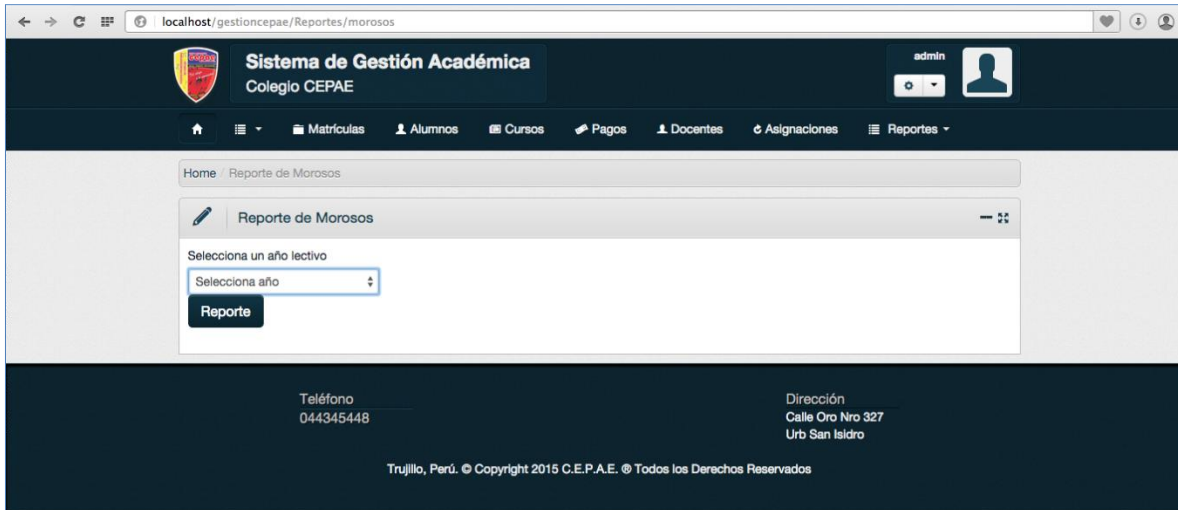 localhost/gestioncepae/Reportes/morosos
Sistema de Gestión Académica
Colegio CEPAE
admin
Matrículas Alumnos Cursos Pagos Docentes Asignaciones Reportes
Home / Reporte de Morosos
Reporte de Morosos
Selecciona un año lectivo
Selecciona año
Reporte
Teléfono
044345448
Dirección
Calle Oro Nro 327
Urb San Isidro
Trujillo, Perú. © Copyright 2015 C.E.P.A.E. ® Todos los Derechos Reservados